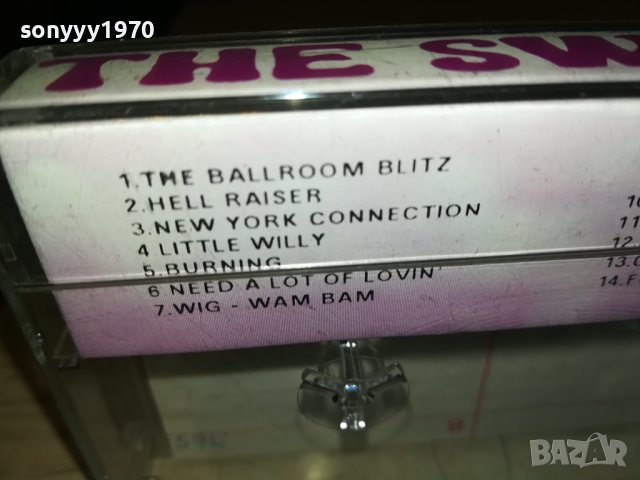 sonyyy1970
THE SW
1.THE BALLROOM BLITZ
2.HELL RAISER
3.NEW YORK CONNECTION
4 LITTLE WILLY
5.BURNING
6 NEED A LOT OF LOVIN'
7.WIG - WAM BAM
10
11
12.
13.
14.F
BAZAR